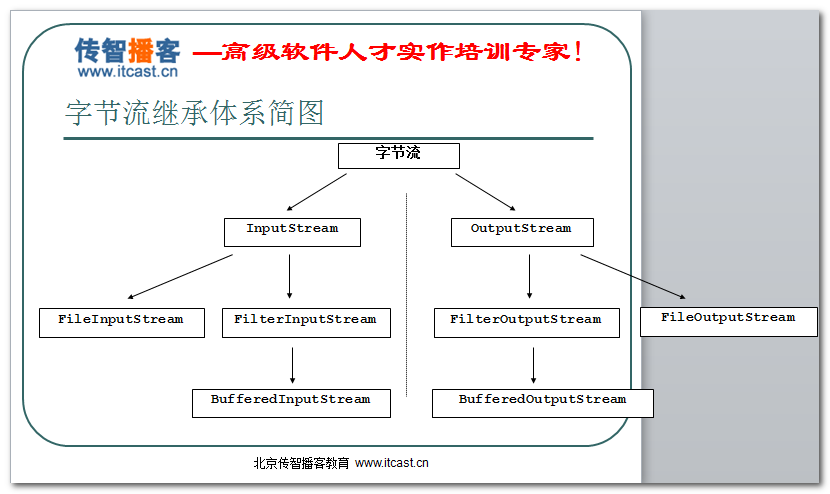 传智播客 —高级软件人才实作培训专家!
www.itcast.cn
字节流继承体系简图
字节流
InputStream OutputStream
FileInputStream FilterInputStream FilterOutputStream FileOutputStream
BufferedInputStream BufferedOutputStream
北京传智播客教育 www.itcast.cn